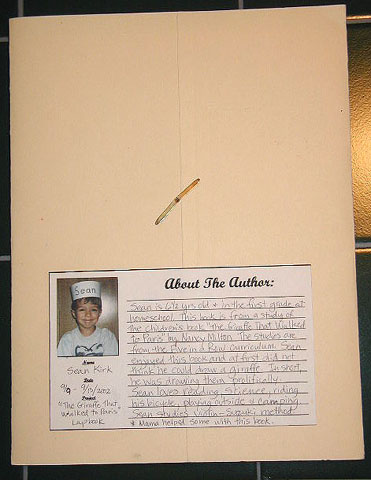 Sean
About The Author:
Name
Sean Kirk
Date
9/9 - 9/13/2002
Project
"The Giraffe That
Walked to Paris"
Lapbook
Sean is 6 1/2 yrs. old & in the first grade at
homeschool. This book is from a study of
the children's book "The Giraffe That Walked
To Paris" by Nancy Milton. The studies are
from the Five in a Row curriculum. Sean
enjoyed this book and at first did not
think he could draw a giraffe. In short,
he was drawing them prolifically.
Sean loves reading, science, riding
his bicycle, playing outside & camping.
Sean studies violin - Suzuki method.
* Mama helped some with this book.